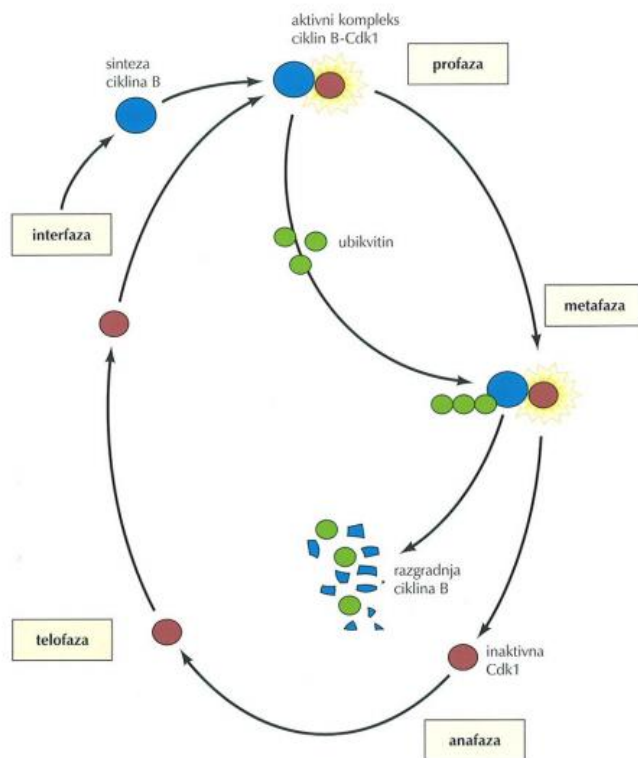 aktivni kompleks
ciklin B-Cdk1
profaza
sinteza
ciklina B
interfaza
ubikvitin
metafaza
razgradnja
ciklina B
telofaza
inaktivna
Cdk1
anafaza